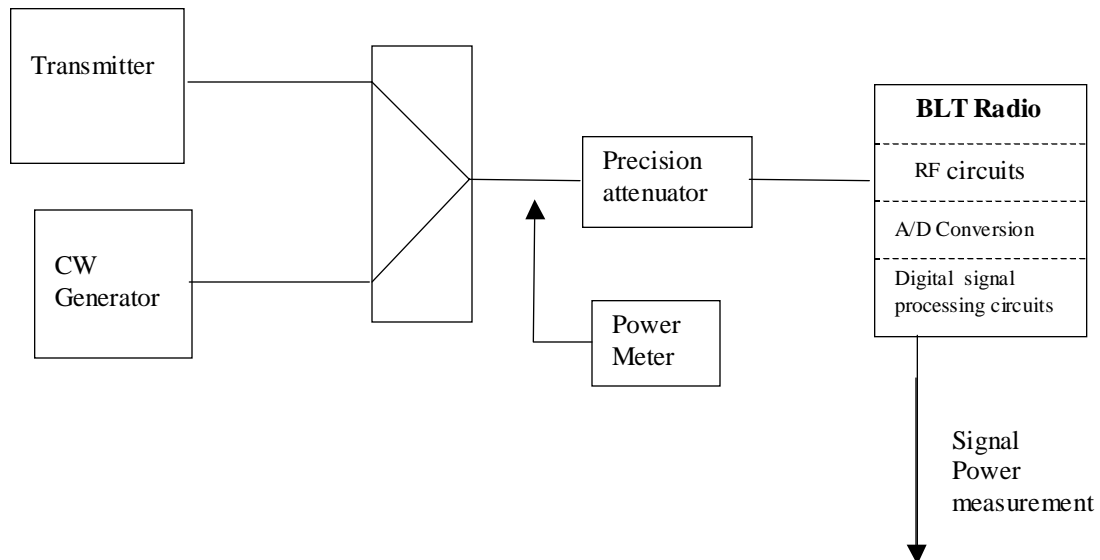 Transmitter
CW
Generator
Precision
attenuator
Power
Meter
BLT Radio
RF circuits
A/D Conversion
Digital signal
processing circuits
Signal
Power
measurement